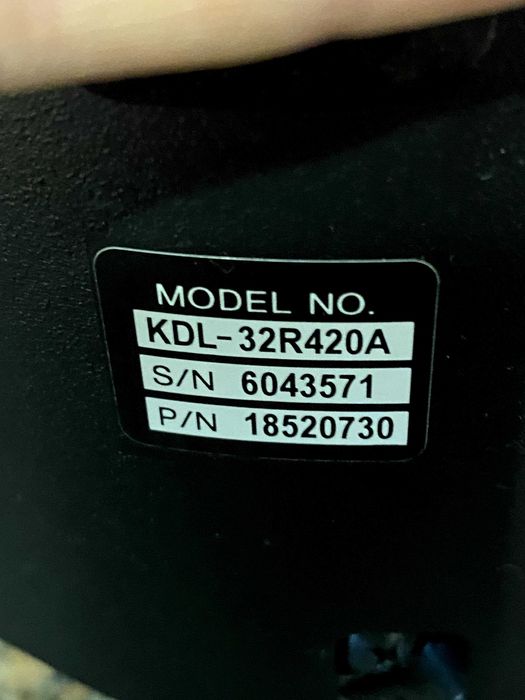 MODEL NO.
KDL-32R420A
S/N 6043571
P/N 18520730